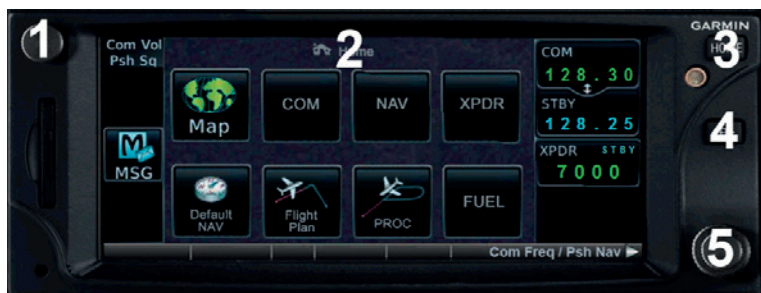 1
Com Vol
Psh Sq
2
Home
GARMIN
3
HOME
COM
128.30
STBY
128.25
4
XPDR STBY
7000
Map
COM
NAV
XPDR
MSG
Default
NAV
Flight
Plan
PROC
FUEL
5
Com Freq / Psh Nav